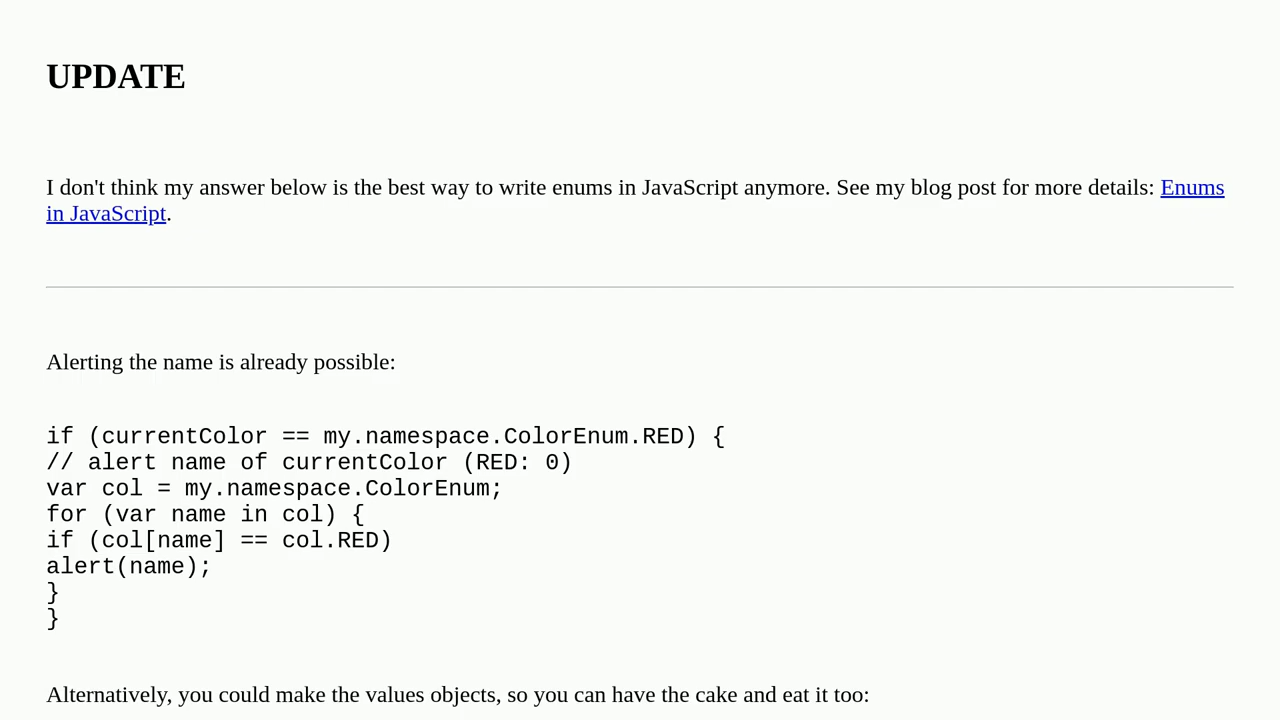 UPDATE
I don't think my answer below is the best way to write enums in JavaScript anymore. See my blog post for more details: Enums
in JavaScript.
Alerting the name is already possible:
if (currentColor == my.namespace.ColorEnum.RED) {
// alert name of currentColor (RED: 0)
var col = my.namespace.ColorEnum;
for (var name in col) {
if (col[name] == col.RED)
alert(name);
}
}
Alternatively, you could make the values objects, so you can have the cake and eat it too: